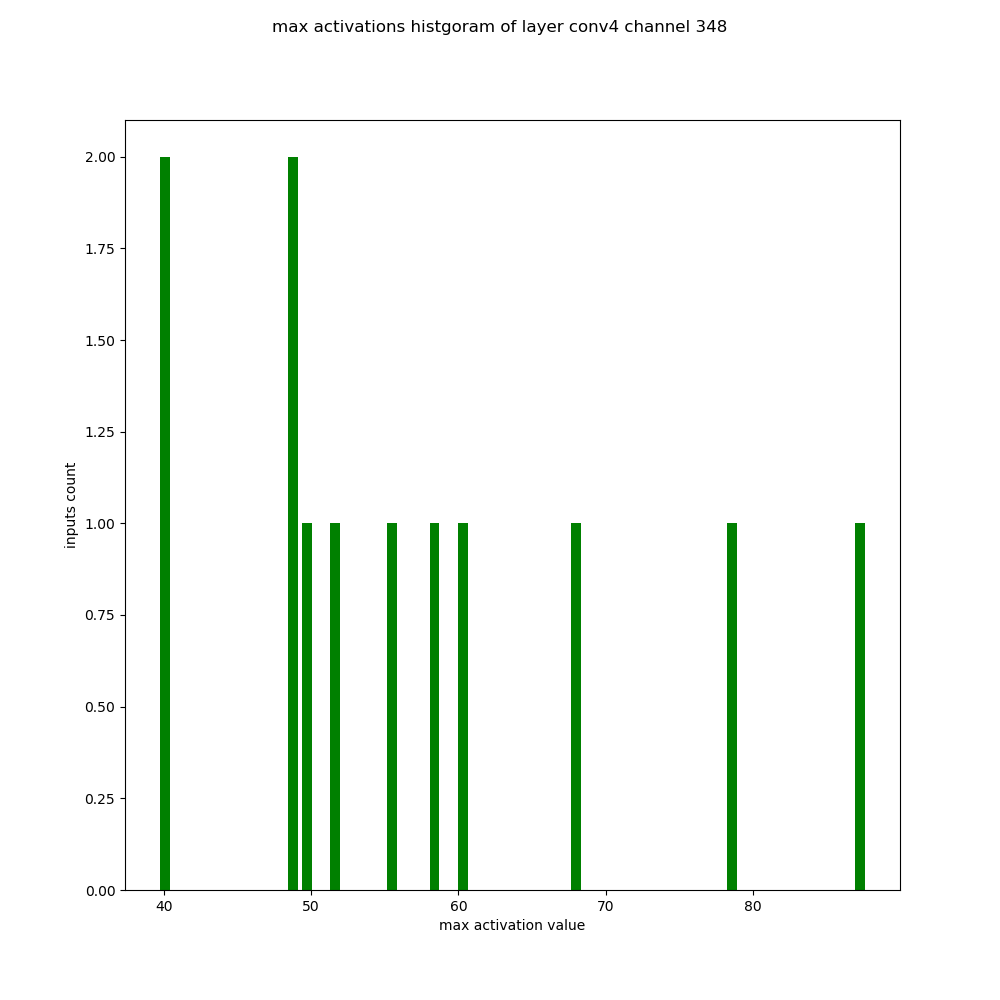 max activations histgoram of layer conv4 channel 348
2.00
1.75
1.50
1.25
1.00
0.75
0.50
0.25
0.00
inputs count
40 50 60 70 80
max activation value